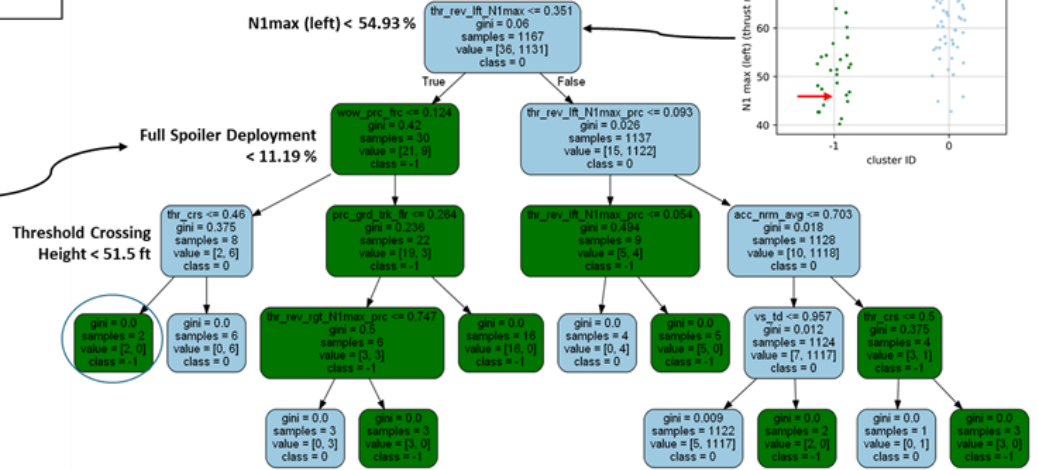 thr_rev_lft_N1max <= 0.351
gini = 0.06
samples = 1167
value = [36, 1131]
class = 0
N1max (left) < 54.93 %
True
False
wow_prc_frc <= 0.124
gini = 0.42
samples = 30
value = [21, 9]
class = -1
Full Spoiler Deployment
< 11.19 %
thr_rev_lft_N1max_prc <= 0.093
gini = 0.026
samples = 1137
value = [15, 1122]
class = 0
thr_crs <= 0.46
gini = 0.375
samples = 8
value = [2, 6]
class = 0
Threshold Crossing
Height < 51.5 ft
prc_grd_trk_flr <= 0.264
gini = 0.236
samples = 22
value = [19, 3]
class = -1
thr_rev_lft_N1max_prc <= 0.054
gini = 0.494
samples = 9
value = [5, 4]
class = -1
acc_nrm_avg <= 0.703
gini = 0.018
samples = 1128
value = [10, 1118]
class = 0
gini = 0.0
samples = 2
value = [2, 0]
class = -1
gini = 0.0
samples = 6
value = [0, 6]
class = 0
thr_rev_rgt_N1max_prc <= 0.747
gini = 0.5
samples = 6
value = [3, 3]
class = -1
gini = 0.0
samples = 16
value = [16, 0]
class = -1
gini = 0.0
samples = 4
value = [0, 4]
class = 0
gini = 0.0
samples = 5
value = [5, 0]
class = -1
vs_td <= 0.957
gini = 0.012
samples = 1124
value = [7, 1117]
class = 0
thr_crs <= 0.5
gini = 0.375
samples = 4
value = [3, 1]
class = -1
gini = 0.0
samples = 3
value = [0, 3]
class = 0
gini = 0.0
samples = 3
value = [3, 0]
class = -1
gini = 0.009
samples = 1122
value = [5, 1117]
class = 0
gini = 0.0
samples = 2
value = [2, 0]
class = -1
gini = 0.0
samples = 1
value = [0, 1]
class = 0
gini = 0.0
samples = 3
value = [3, 0]
class = -1
N1 max (left) (thrust
60
50
40
-1
0
cluster ID